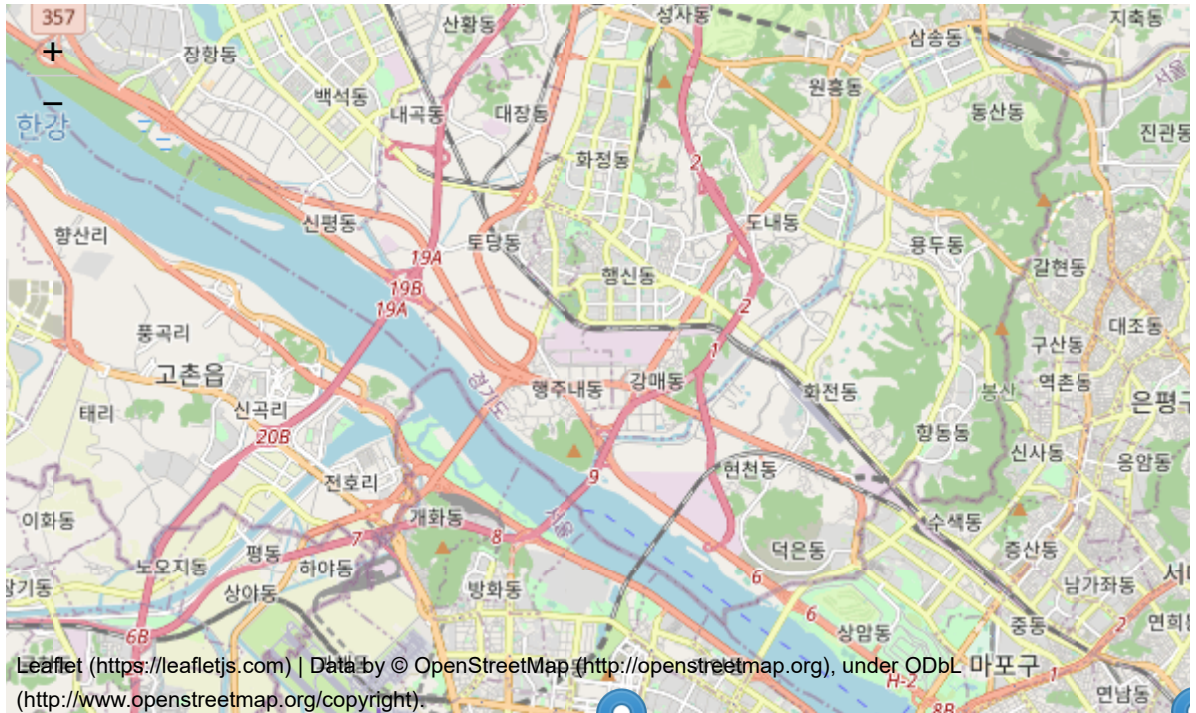 357
성사동
지축동
산황동
삼송동
+
장항동
서울
백석동
원흥동
−
내곡동
대장동
동산동
한강
진관동
화정동
2
신평동
도내동
향산리
토당동
용두동
19A
갈현동
행신동
19B
19A
2
풍곡리
대조동
1
구산동
고촌읍
경기도
행주내동
강매동
화전동
봉산
역촌동
은평구
태리
신곡리
20B
향동동
신사동
응암동
9
현천동
전호리
이화동
개화동
서울
수색동
7
8
평동
덕은동
증산동
노오지동
하야동
6
장기동
상야동
방화동
남가좌동
서대
6
상암동
중동
2
연희
6B
Leaflet (https://leafletjs.com) | Data by © OpenStreetMap (http://openstreetmap.org), under ODbL
(http://www.openstreetmap.org/copyright).
마포구
H-2
1
연남동
8B